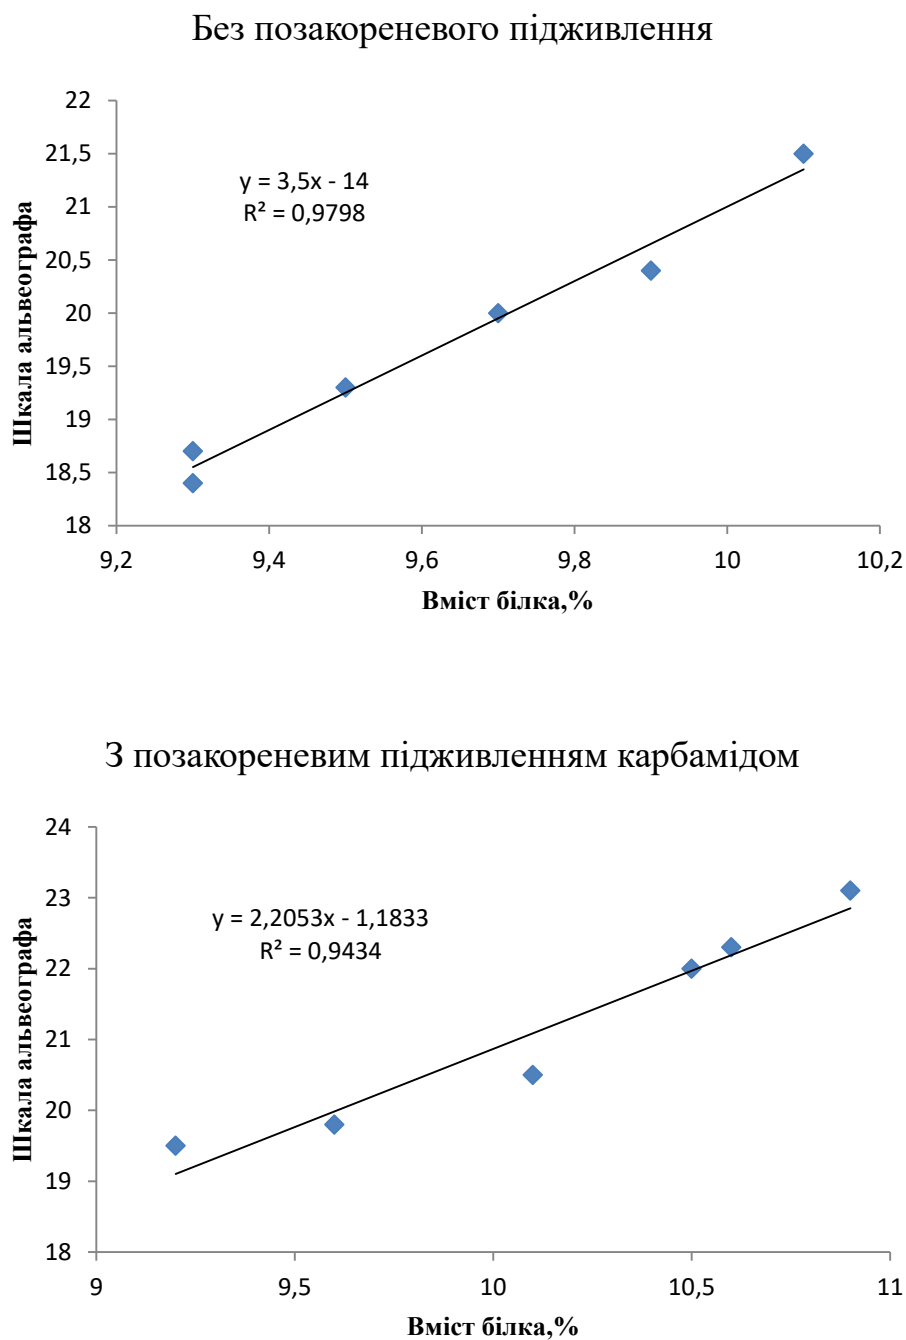 Без позакореневого підживлення
22
21,5
21
20,5
20
19,5
19
18,5
18
y = 3,5x - 14
R² = 0,9798
Шкала альвеографа
9,2 9,4 9,6 9,8 10 10,2
Вміст білка,%
З позакореневим підживленням карбамідом
24
23
22
21
20
19
18
y = 2,2053x - 1,1833
R² = 0,9434
Шкала альвеографа
9 9,5 10 10,5 11
Вміст білка,%